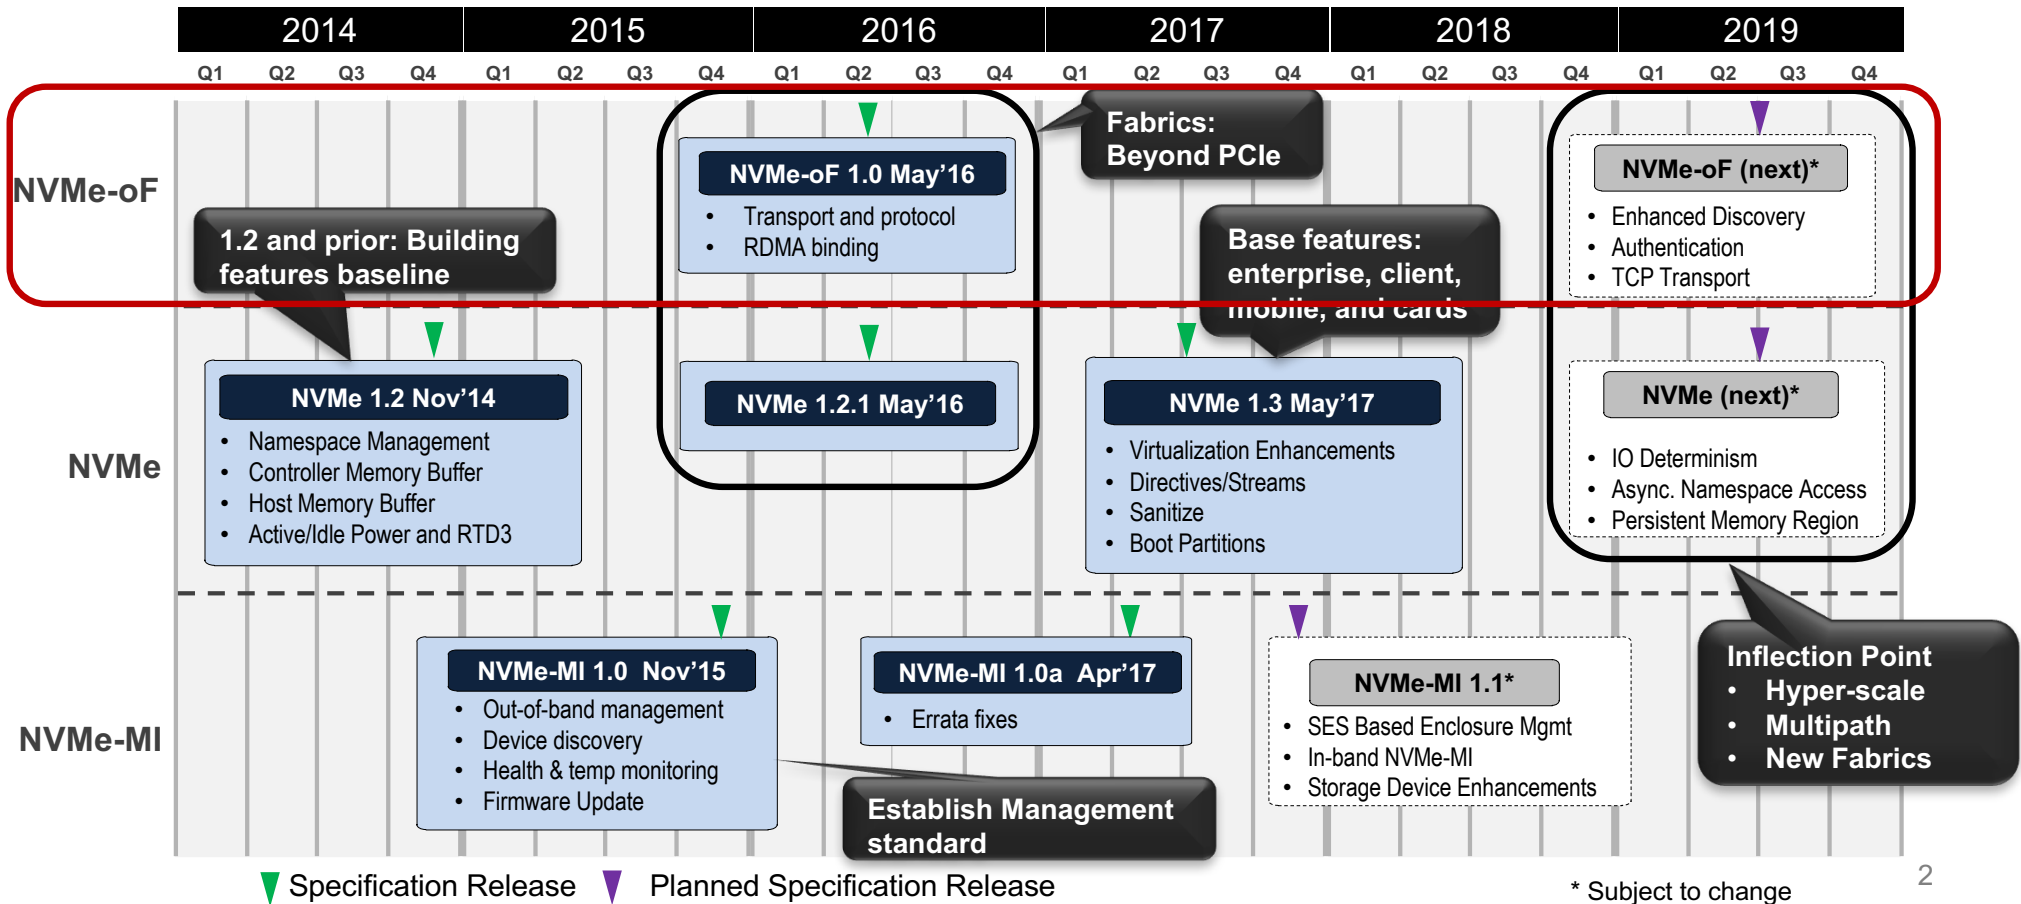 2014 2015 2016 2017 2018 2019
Q1 Q2 Q3 Q4 Q1 Q2 Q3 Q4 Q1 Q2 Q3 Q4 Q1 Q2 Q3 Q4 Q1 Q2 Q3 Q4 Q1 Q2 Q3 Q4
NVMe-oF
1.2 and prior: Building
features baseline
NVMe-oF 1.0 May'16
• Transport and protocol
• RDMA binding
Fabrics:
Beyond PCIe
Base features:
enterprise, client,
mobile, and cards
NVMe-oF (next)*
• Enhanced Discovery
• Authentication
• TCP Transport
NVMe
NVMe 1.2 Nov'14
• Namespace Management
• Controller Memory Buffer
• Host Memory Buffer
• Active/Idle Power and RTD3
NVMe 1.2.1 May'16
NVMe 1.3 May'17
• Virtualization Enhancements
• Directives/Streams
• Sanitize
• Boot Partitions
NVMe (next)*
• IO Determism
• Async. Namespace Access
• Persistent Memory Region
NVMe-MI
NVMe-MI 1.0 Nov'15
• Out-of-band management
• Device discovery
• Health & temp monitoring
• Firmware Update
NVMe-MI 1.0a Apr'17
• Errata fixes
Establish Management
standard
NVMe-MI 1.1*
• SES Based Enclosure Mgmt
• In-band NVMe-MI
• Storage Device Enhancements
Inflection Point
• Hyper-scale
• Multipath
• New Fabrics
Specification Release
Planned Specification Release
* Subject to change
2